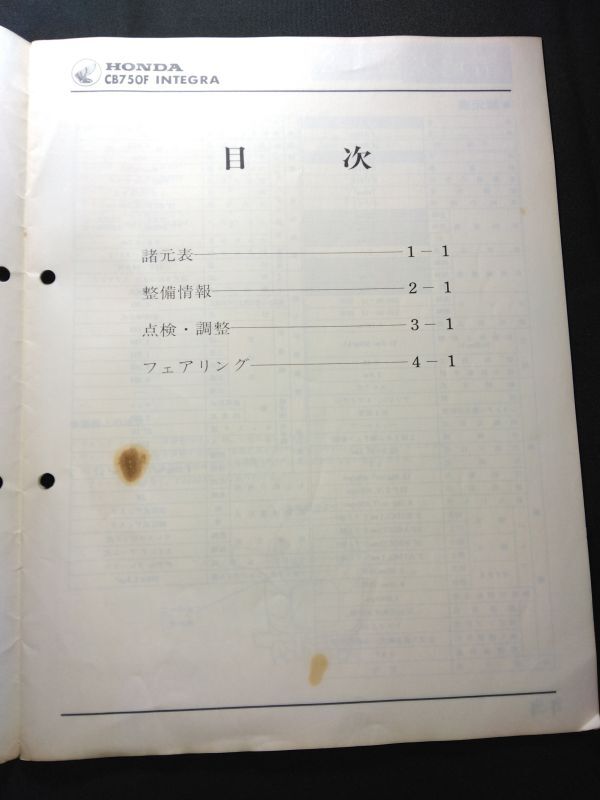 HONDA
CB750F INTEGRA
目次
諸元表 1-1
整備情報 2-1
点検・調整 3-1
フェアリング 4-1